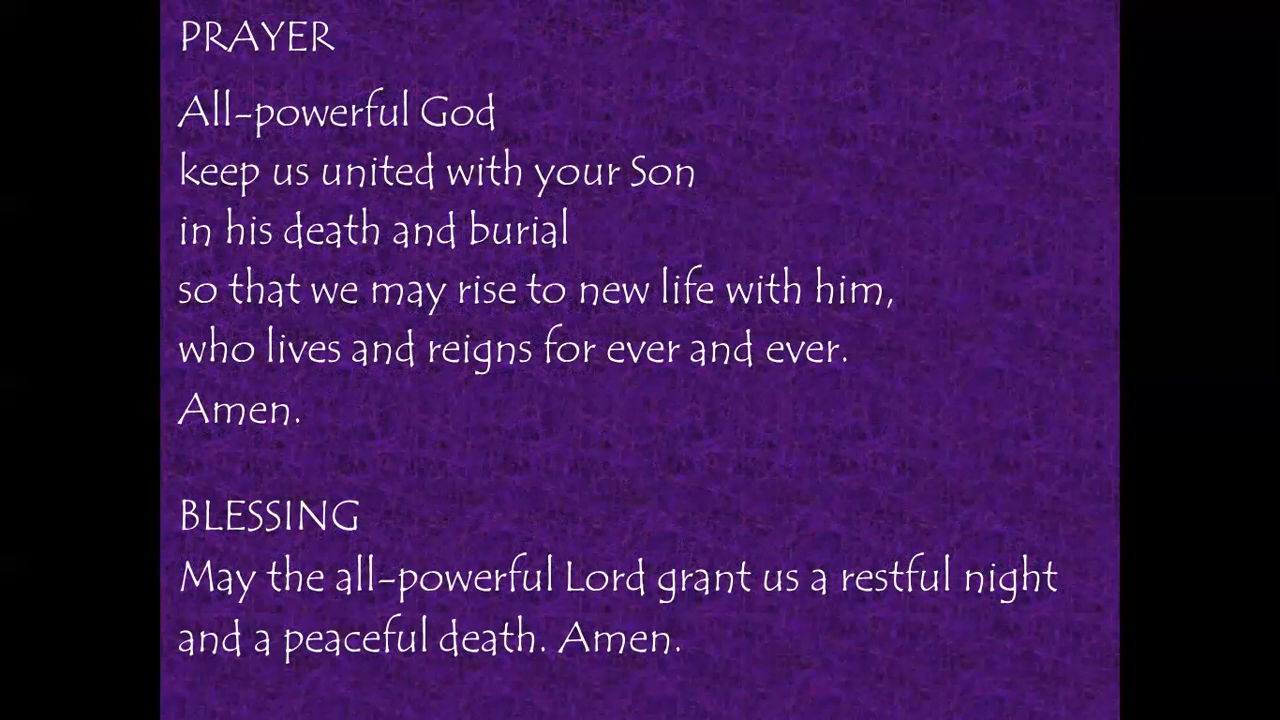 PRAYER
All-powerful God
keep us united with your Son
in his death and burial
so that we may rise to new life with him,
who lives and reigns for ever and ever.
Amen.
BLESSING
May the all-powerful Lord grant us a restful night
and a peaceful death. Amen.